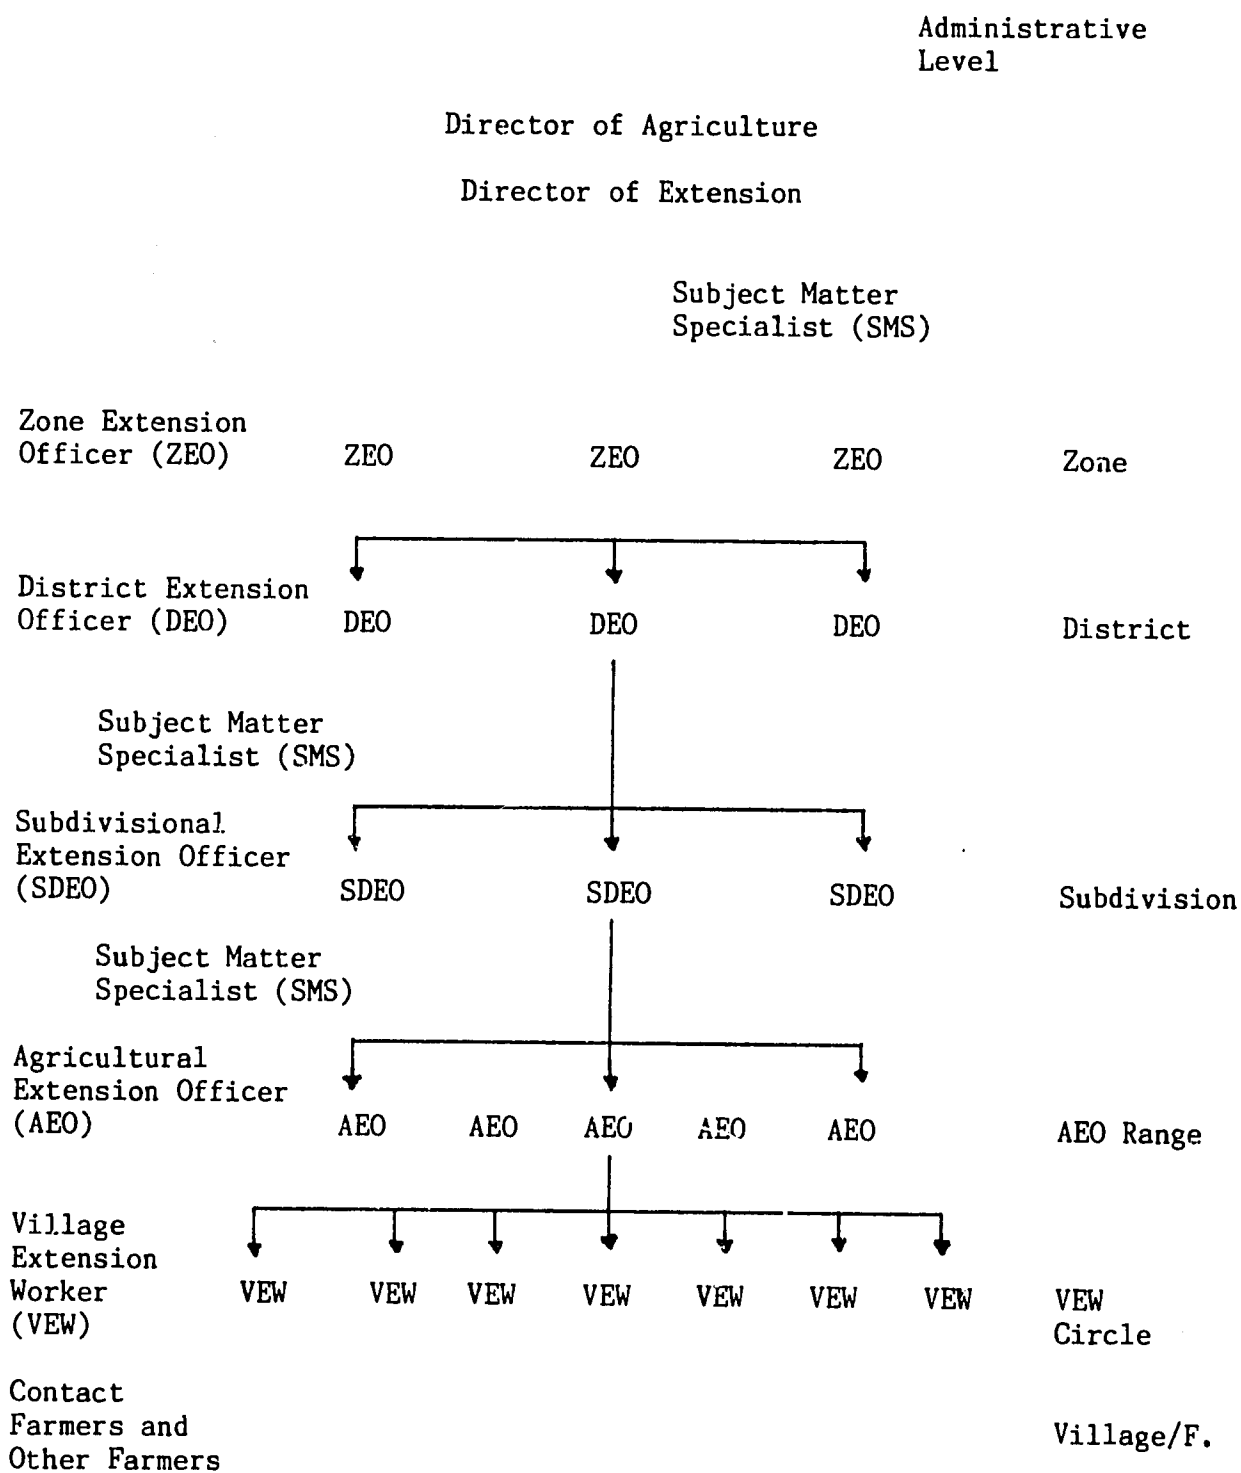 Administrative
Level
Director of Agriculture
Director of Extension
Subject Matter
Specialist (SMS)
Zone Extension
Officer (ZEO) ZEO ZEO ZEO Zone
District Extension
Officer (DEO) DEO DEO DEO District
Subject Matter
Specialist (SMS)
Subdivisional
Extension Officer
(SDEO) SDEO SDEO SDEO Subdivision
Subject Matter
Specialist (SMS)
Agricultural
Extension Officer
(AEO) AEO AEO AEO AEO AEO AEO Range
Village
Extension
Worker VEW VEW VEW VEW VEW VEW VEW VEW
(VEW) Circle
Contact
Farmers and
Other Farmers Village/F.